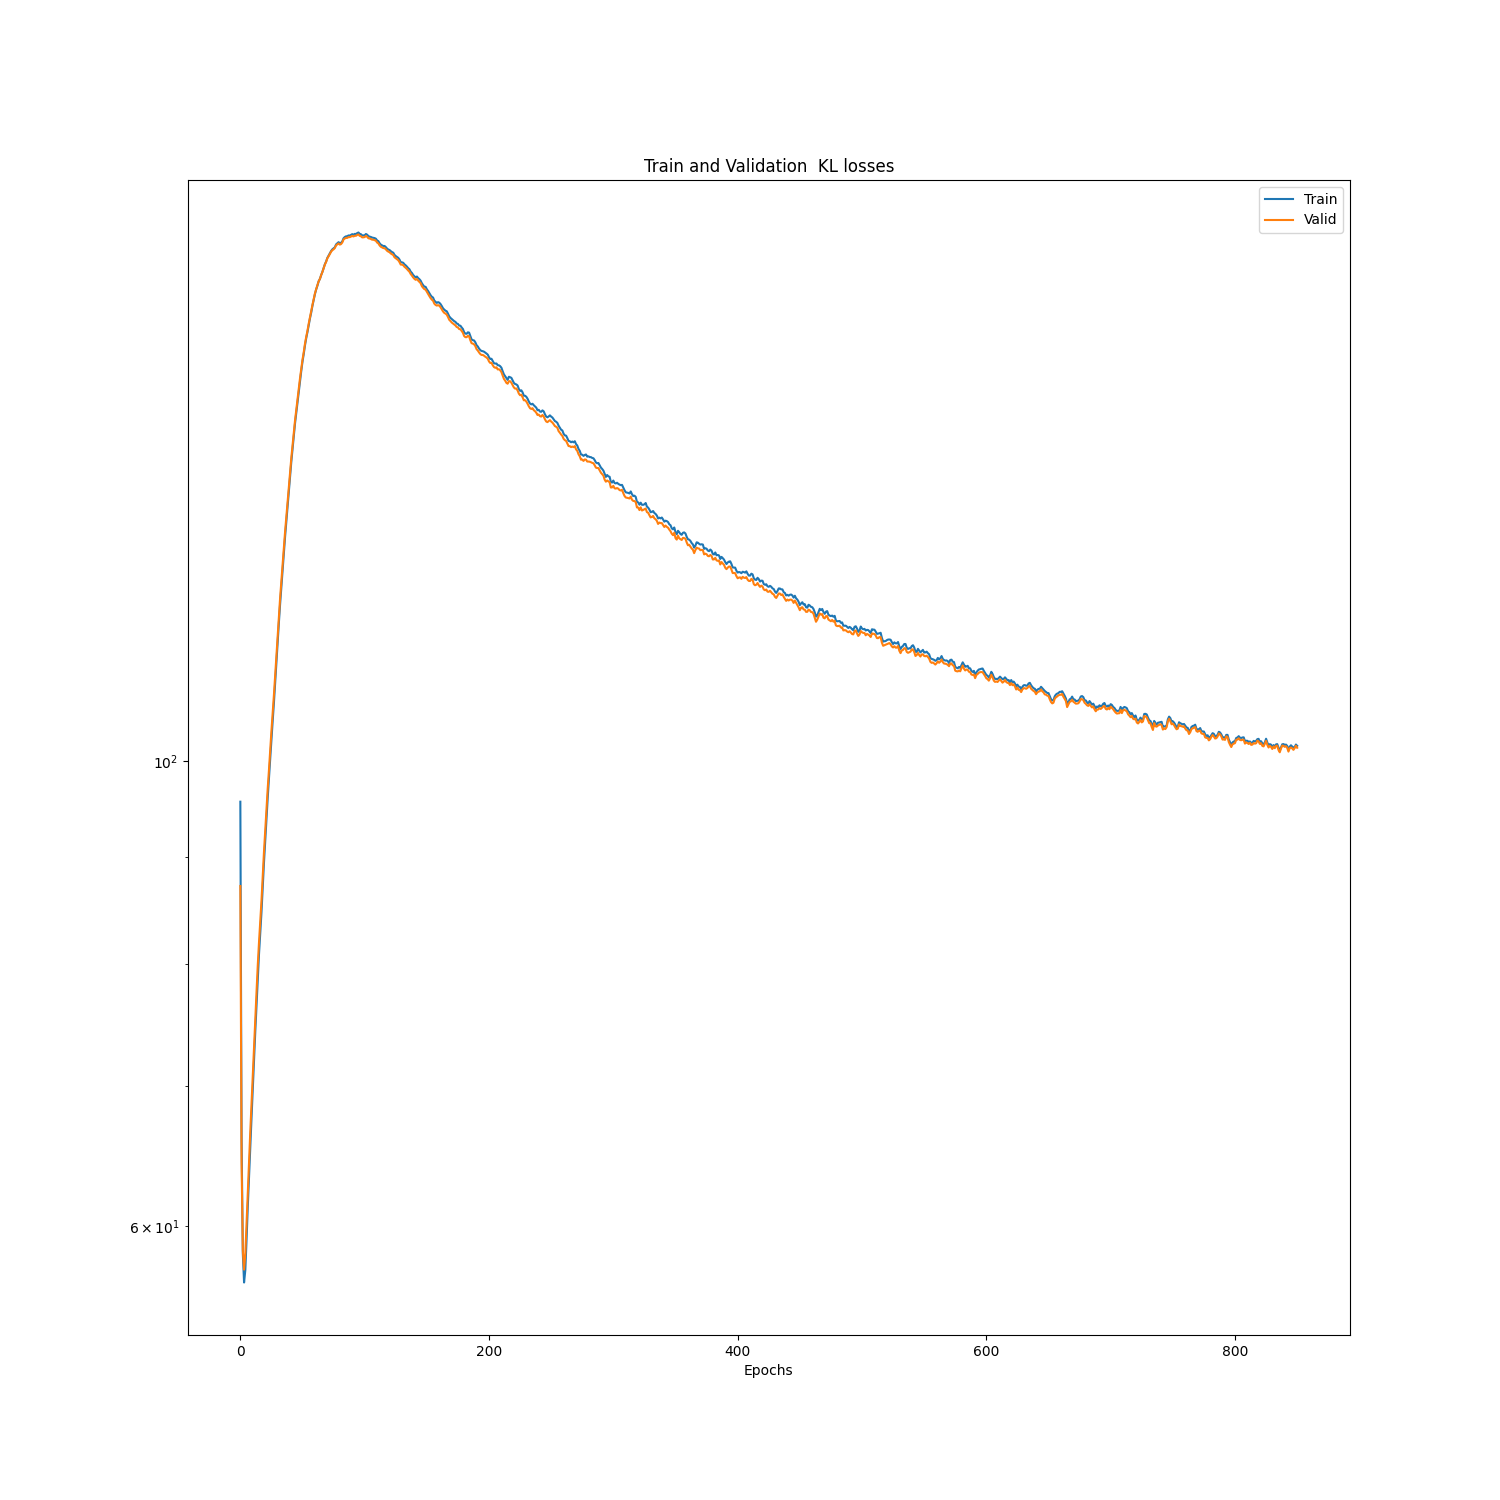 Train and Validation  KL losses
Train
Valid
10²
6 × 10¹
0 200 400 600 800
Epochs